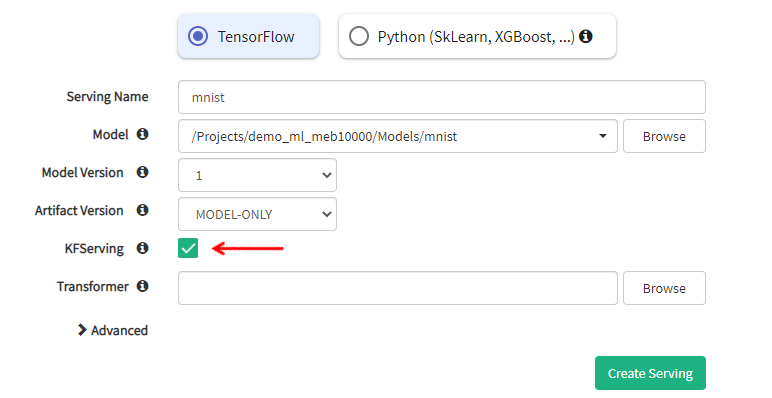 TensorFlow Python (SkLearn, XGBoost, ...)
Serving Name mnist
Model /Projects/demo_ml_meb10000/Models/mnist Browse
Model Version 1
Artifact Version MODEL-ONLY
KFServing
Transformer Browse
Advanced
Create Serving